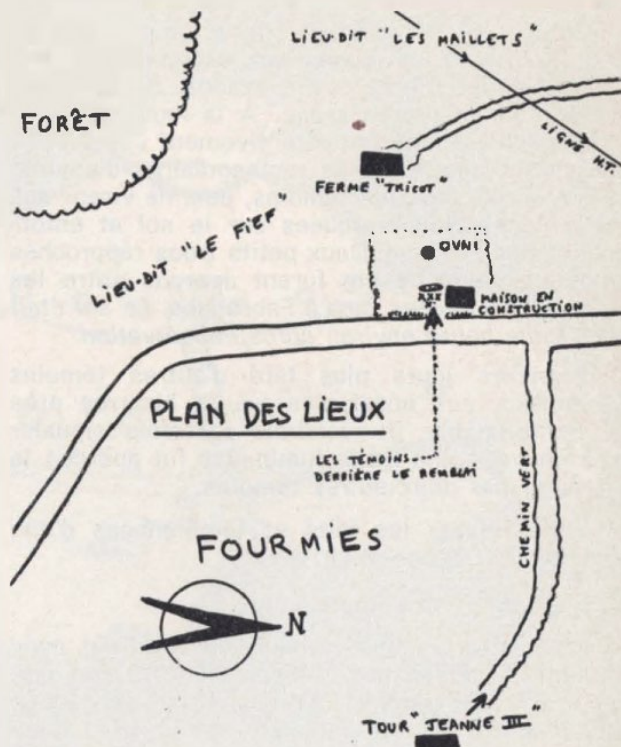 LIEU-DIT "LES MAILLETS"
LIGNE H.T.
FORÊT
FERME "TRICOT"
LIEU-DIT "LE FIEF"
OVNI
MAISON EN
CONSTRUCTION
PLAN DES LIEUX
LES TÉMOINS
DERRIÈRE LE REMBLAI
CHEMIN VERT
FOURMIES
N
TOUR "JEANNE III"